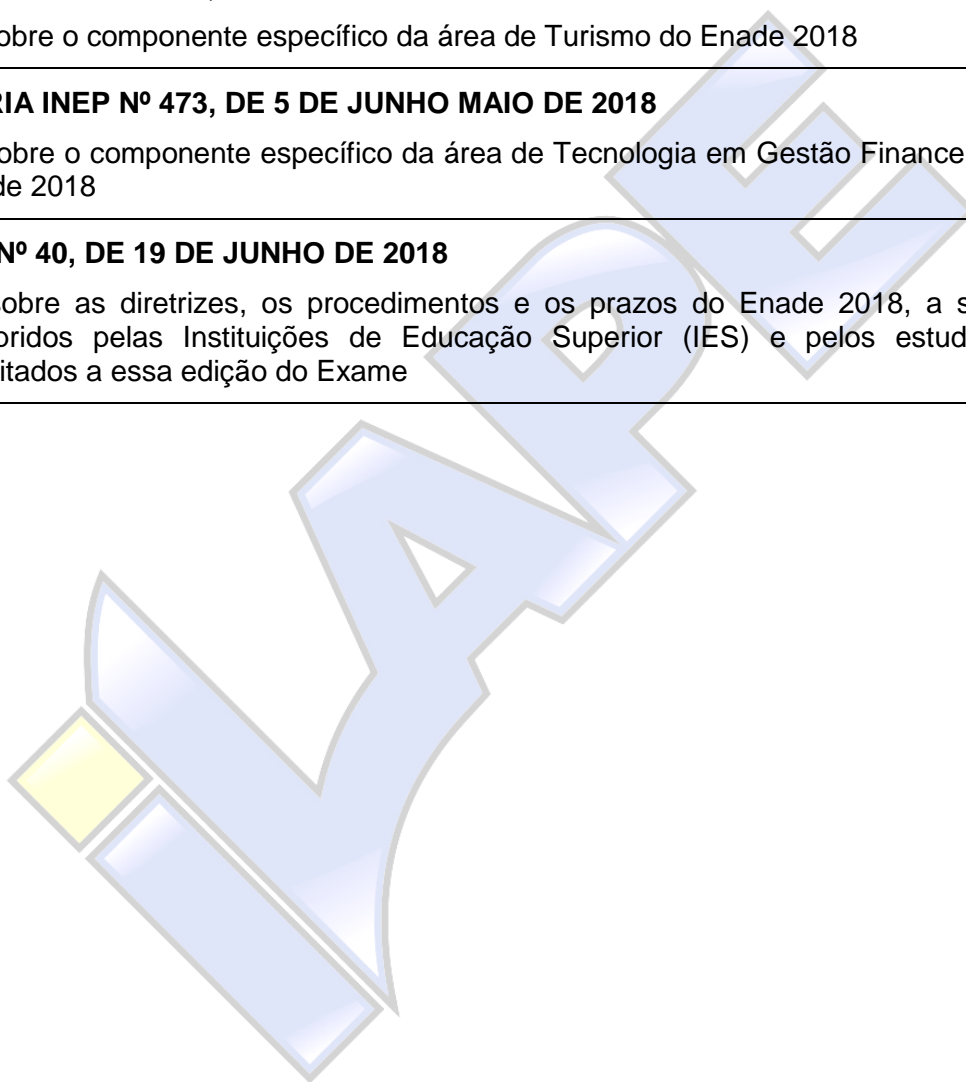 obre o componente específico da área de Turismo do Enade 2018
RIA INEP Nº 473, DE 5 DE JUNHO MAIO DE 2018
obre o componente específico da área de Tecnologia em Gestão Finance
de 2018
Nº 40, DE 19 DE JUNHO DE 2018
sobre as diretrizes, os procedimentos e os prazos do Enade 2018, a s
oridos pelas Instituições de Educação Superior (IES) e pelos estud
itados a essa edição do Exame
iLAPE